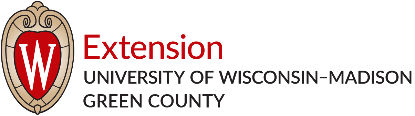 W
Extension
UNIVERSITY OF WISCONSIN–MADISON
GREEN COUNTY